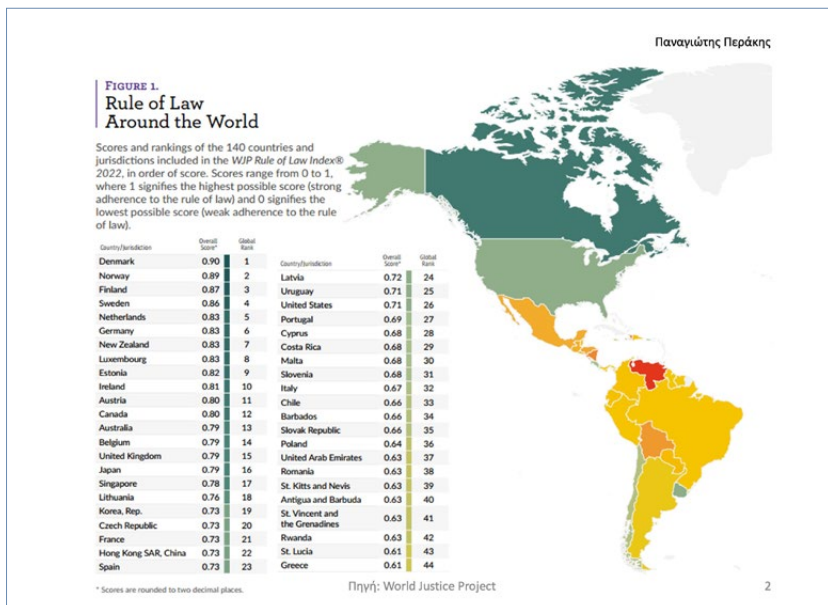 Παναγιώτης Περάκης
FIGURE 1.
Rule of Law
Around the World
Scores and rankings of the 140 countries and
jurisdictions included in the WJP Rule of Law Index®
2022, in order of score. Scores range from 0 to 1,
where 1 signifies the highest possible score (strong
adherence to the rule of law) and 0 signifies the
lowest possible score (weak adherence to the rule
of law).
Country/Jurisdiction Overall Score* Global Rank
Denmark 0.90 1
Norway 0.89 2
Finland 0.87 3
Sweden 0.86 4
Netherlands 0.83 5
Germany 0.83 6
New Zealand 0.83 7
Luxembourg 0.83 8
Estonia 0.82 9
Ireland 0.81 10
Austria 0.80 11
Canada 0.80 12
Australia 0.79 13
Belgium 0.79 14
United Kingdom 0.79 15
Japan 0.79 16
Singapore 0.78 17
Lithuania 0.76 18
Korea, Rep. 0.73 19
Czech Republic 0.73 20
France 0.73 21
Hong Kong SAR, China 0.73 22
Spain 0.73 23
* Scores are rounded to two decimal places.
Country/Jurisdiction Overall Score* Global Rank
Latvia 0.72 24
Uruguay 0.71 25
United States 0.71 26
Portugal 0.69 27
Cyprus 0.68 28
Costa Rica 0.68 29
Malta 0.68 30
Slovenia 0.68 31
Italy 0.67 32
Chile 0.66 33
Barbados 0.66 34
Slovak Republic 0.66 35
Poland 0.64 36
United Arab Emirates 0.63 37
Romania 0.63 38
St. Kitts and Nevis 0.63 39
Antigua and Barbuda 0.63 40
St. Vincent and
the Grenadines 0.63 41
Rwanda 0.63 42
St. Lucia 0.61 43
Greece 0.61 44
Πηγή: World Justice Project
2